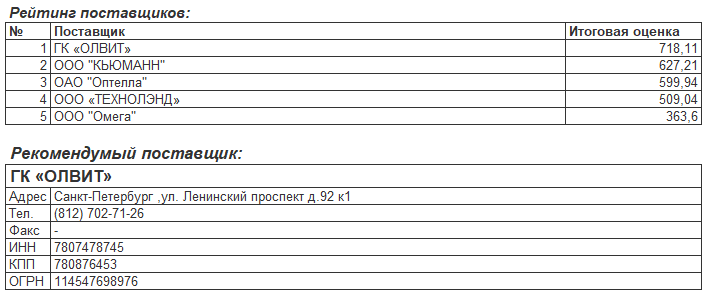 Рейтинг поставщиков:
№ Поставщик Итоговая оценка
1 ГК «ОЛВИТ» 718,11
2 ООО "КЬЮМАНН" 627,21
3 ОАО "Оптелла" 599,94
4 ООО «ТЕХНОЛЭНД» 509,04
5 ООО "Омега" 363,6
Рекомендумый поставщик:
ГК «ОЛВИТ»
Адрес Санкт-Петербург ,ул. Ленинский проспект д.92 к1
Тел. (812) 702-71-26
Факс -
ИНН 7807478745
КПП 780876453
ОГРН 114547698976